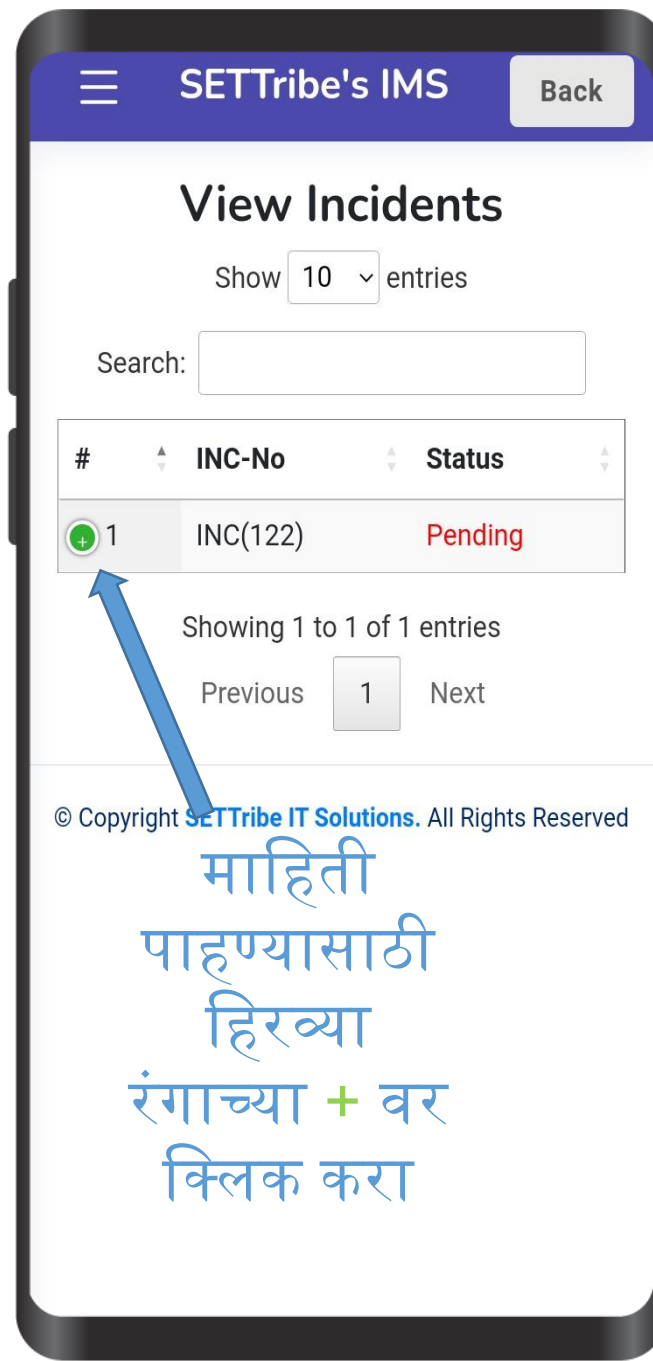 SETTribe's IMS Back
View Incidents
Show 10 entries
Search:
# INC-No Status
+ 1 INC(122) Pending
Showing 1 to 1 of 1 entries
Previous 1 Next
© Copyright SETTribe IT Solutions. All Rights Reserved
माहिती
पाहण्यासाठी
हिरव्या
रंगाच्या + वर
क्लिक करा